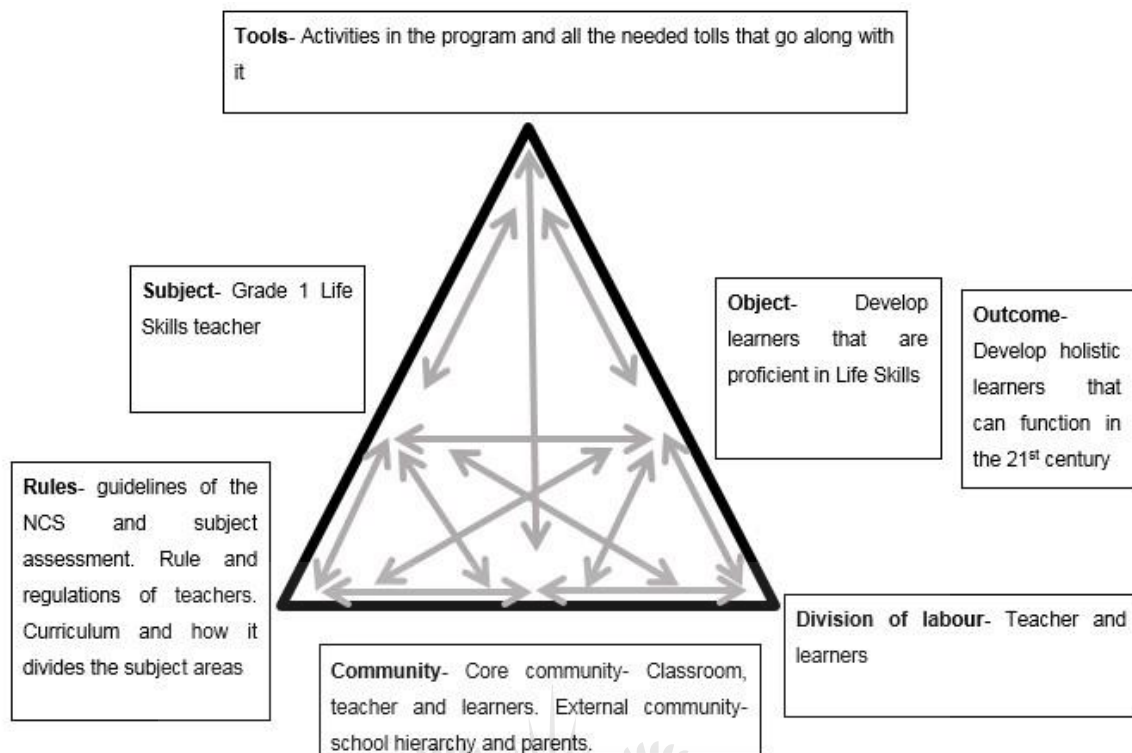 Tools- Activities in the program and all the needed tolls that go along with
it
Subject- Grade 1 Life
Skills teacher
Object- Develop
learners that are
proficient in Life Skills
Outcome-
Develop holistic
learners that
can function in
the 21st century
Rules- guidelines of the
NCS and subject
assessment. Rule and
regulations of teachers.
Curriculum and how it
divides the subject areas
Division of labour- Teacher and
learners
Community- Core community- Classroom,
teacher and learners. External community-
school hierarchy and parents.